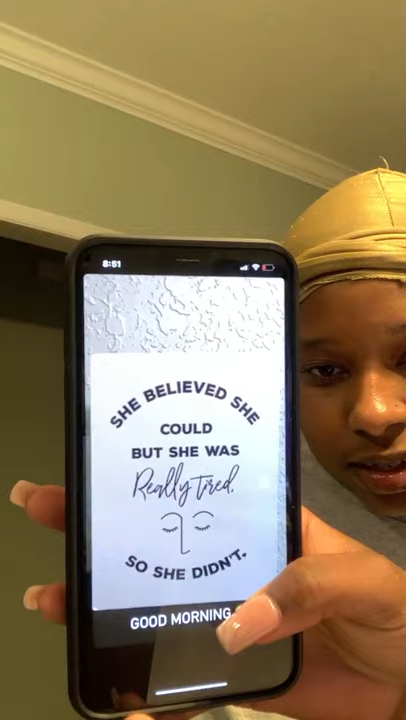 8:51
SHE BELIEVED SHE
COULD
BUT SHE WAS
Really tired.
SO SHE DIDN'T.
GOOD MORNING